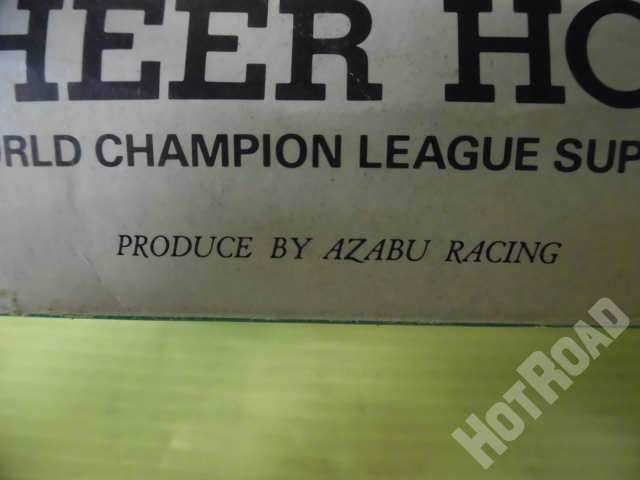 HEER HO
RLD CHAMPION LEAGUE SUP
PRODUCE BY AZABU RACING
HOTROAD